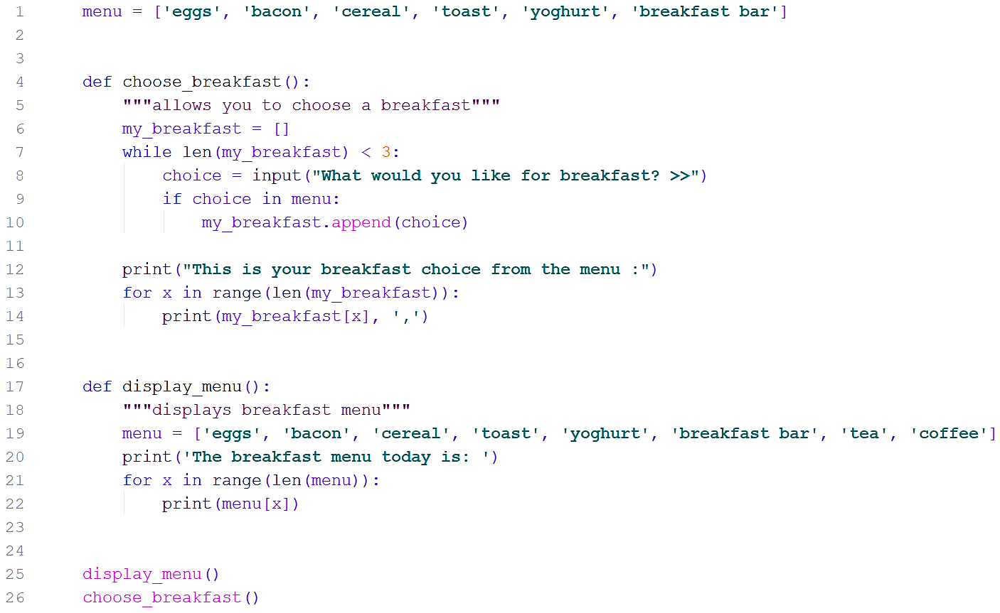 1 menu = ['eggs', 'bacon', 'cereal', 'toast', 'yoghurt', 'breakfast bar']
2
3
4 def choose_breakfast():
5     """allows you to choose a breakfast"""
6     my_breakfast = []
7     while len(my_breakfast) < 3:
8         choice = input("What would you like for breakfast? >>")
9         if choice in menu:
10             my_breakfast.append(choice)
11
12     print("This is your breakfast choice from the menu :")
13     for x in range(len(my_breakfast)):
14         print(my_breakfast[x], ',')
15
16
17 def display_menu():
18     """displays breakfast menu"""
19     menu = ['eggs', 'bacon', 'cereal', 'toast', 'yoghurt', 'breakfast bar', 'tea', 'coffee']
20     print('The breakfast menu today is: ')
21     for x in range(len(menu)):
22         print(menu[x])
23
24
25 display_menu()
26 choose_breakfast()